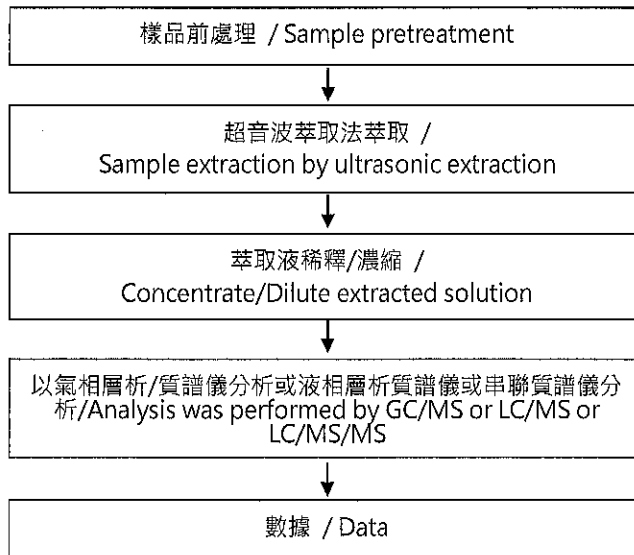 樣品前處理 / Sample pretreatment
超音波萃取法萃取 /
Sample extraction by ultrasonic extraction
萃取液稀釋/濃縮 /
Concentrate/Dilute extracted solution
以氣相層析/質譜儀分析或液相層析質譜儀或串聯質譜儀分
析/Analysis was performed by GC/MS or LC/MS or
LC/MS/MS
數據 / Data